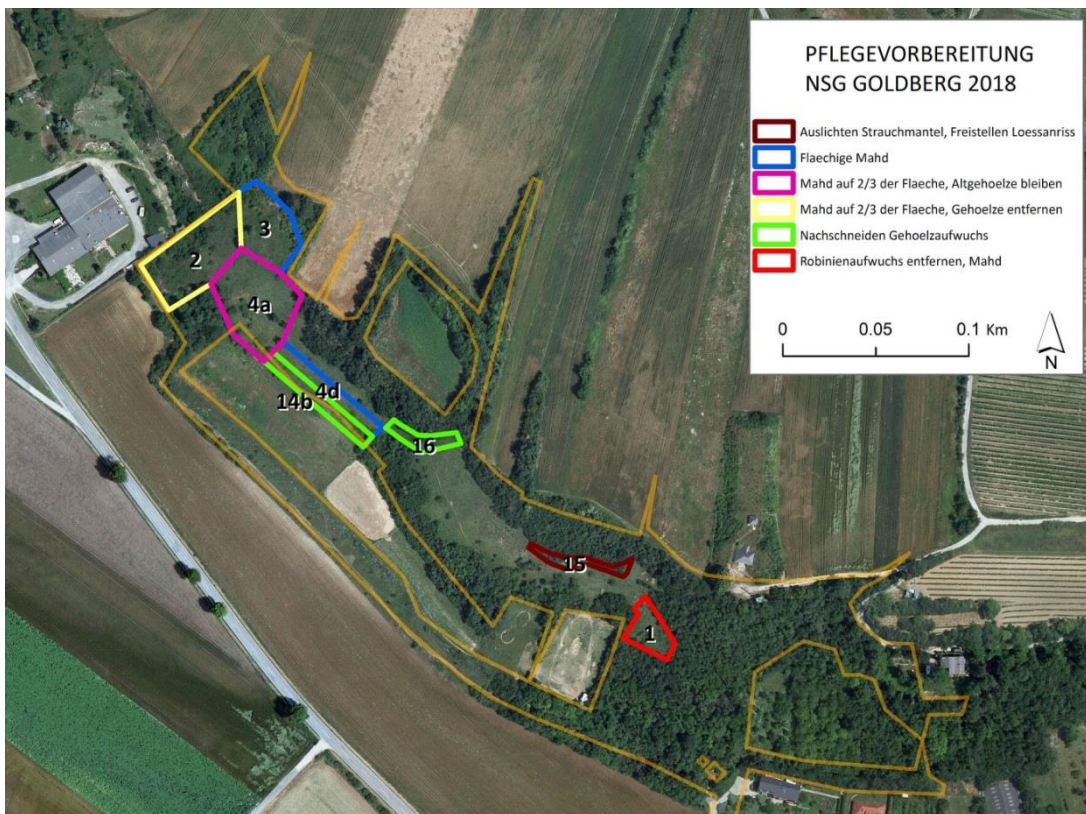 PFLEGEVORBEREITUNG
NSG GOLDBERG 2018
Auslichten Strauchmantel, Freistellen Loessanriss
Flaechige Mahd
Mahd auf 2/3 der Flaeche, Altgehoelze bleiben
Mahd auf 2/3 der Flaeche, Gehoelze entfernen
Nachschneiden Gehoelzaufwuchs
Robinienaufwuchs entfernen, Mahd
0 0.05 0.1 Km
N
3
2
4a
4d
14b
16
15
1